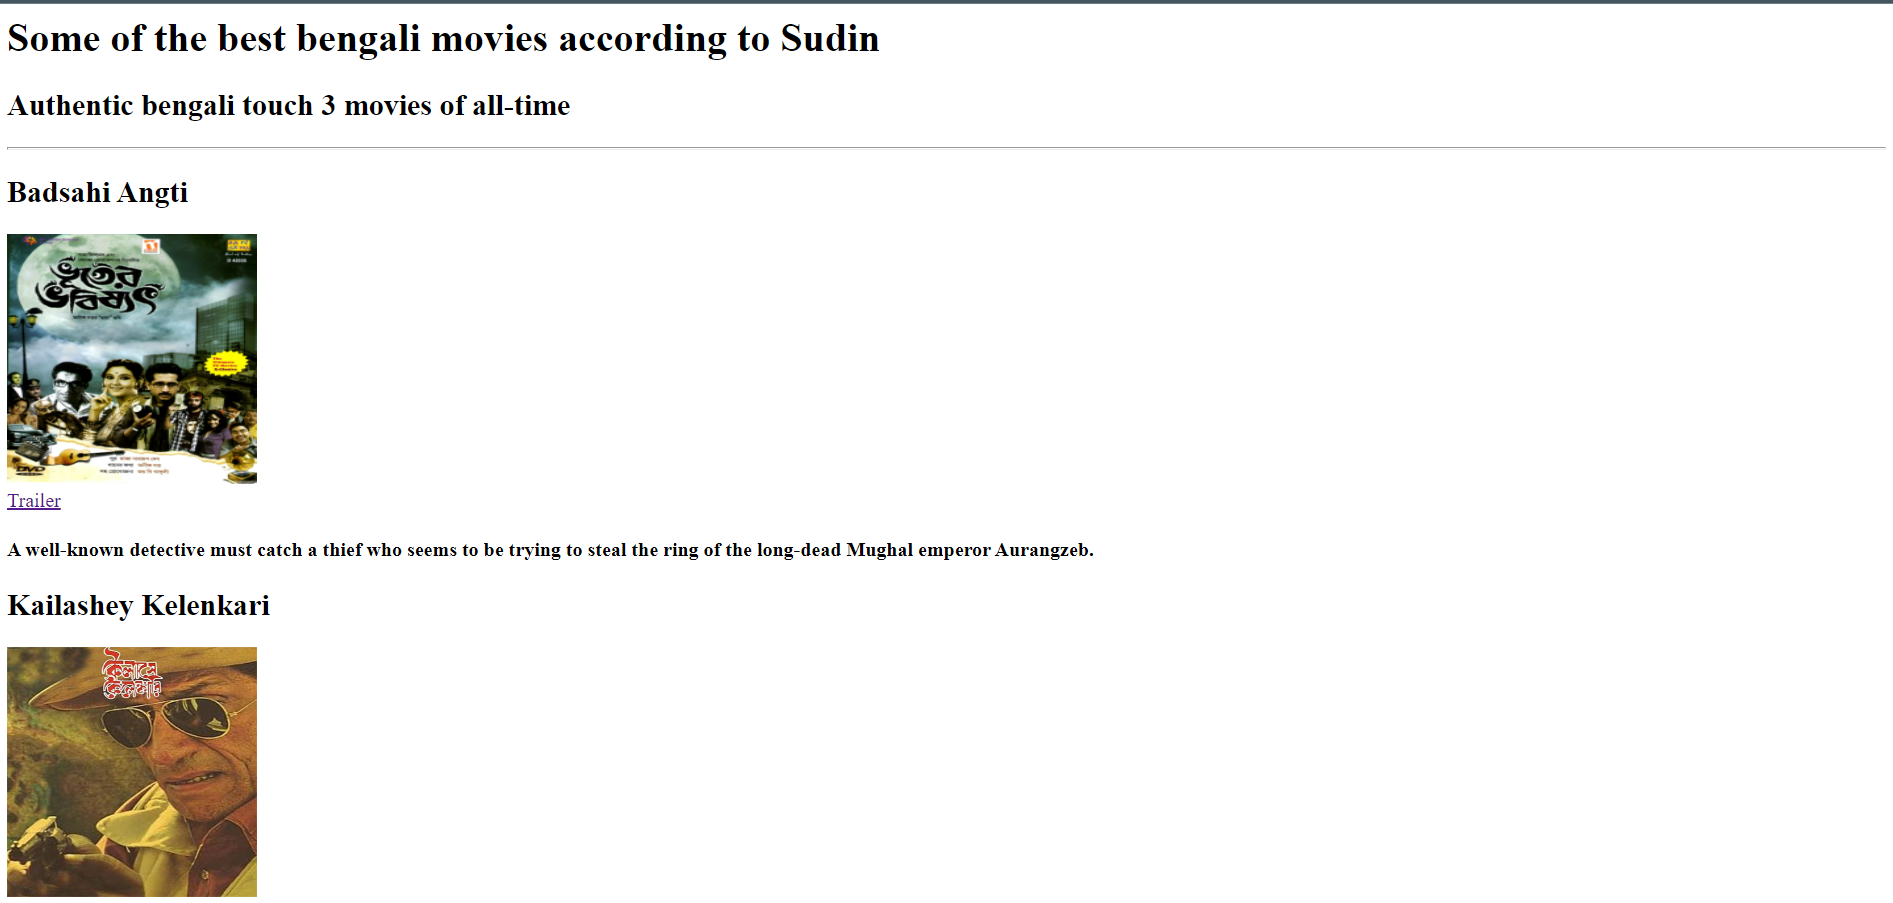 Some of the best bengali movies according to Sudin
Authentic bengali touch 3 movies of all-time
Badsahi Angti
ভূতের
ভবিষ্যৎ
DVD
Trailer
A well-known detective must catch a thief who seems to be trying to steal the ring of the long-dead Mughal emperor Aurangzeb.
Kailashey Kelenkari
কৈলাসে
কেলেঙ্কারি